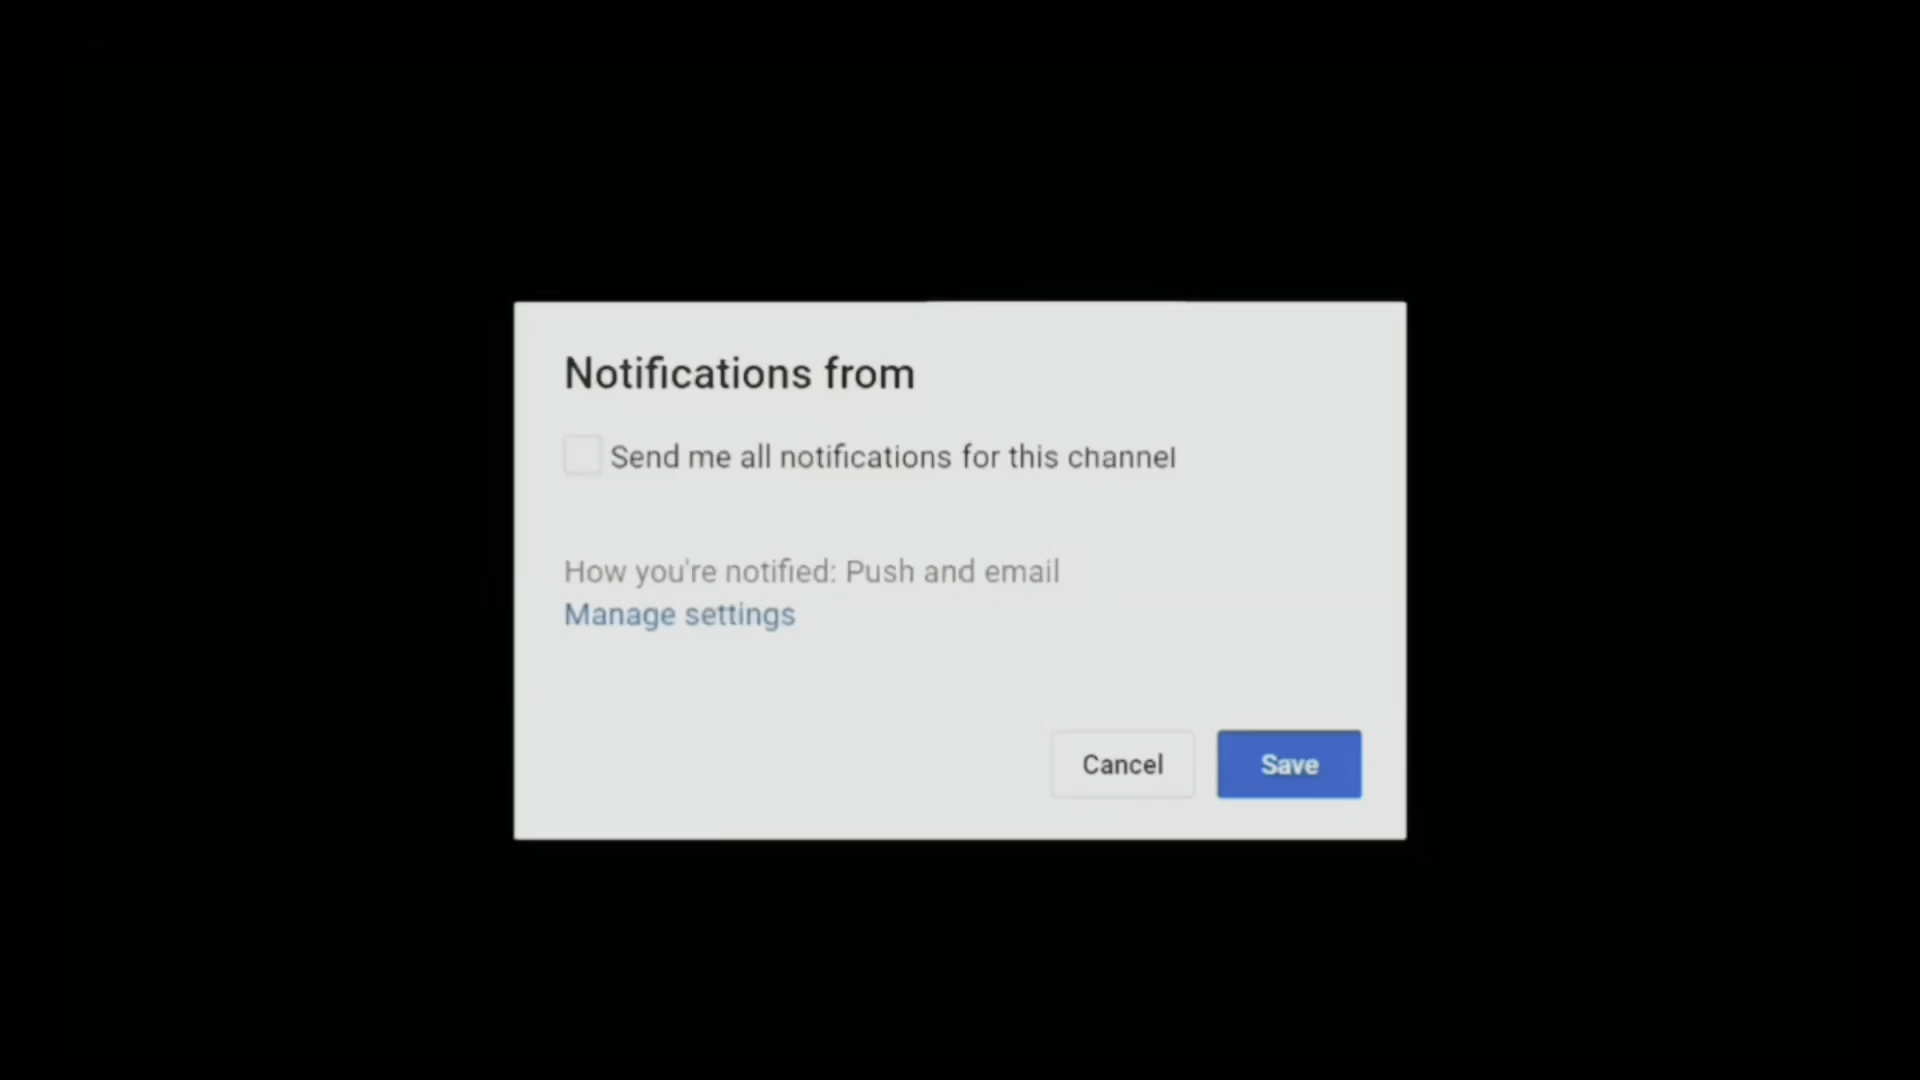 Notifications from
Send me all notifications for this channel
How you're notified: Push and email
Manage settings
Cancel
Save